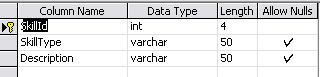 Column Name Data Type Length Allow Nulls
SkillId int 4
SkillType varchar 50 ✓
Description varchar 50 ✓